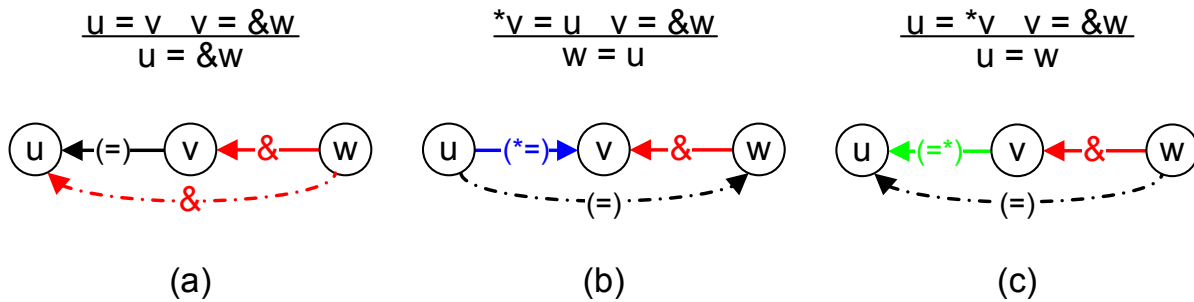 u = v v = &w
u = &w
*v = u v = &w
w = u
u = *v v = &w
u = w
u (=) v & w
&
u (*=) v & w
(=)
u (=*) v & w
(=)
(a)
(b)
(c)